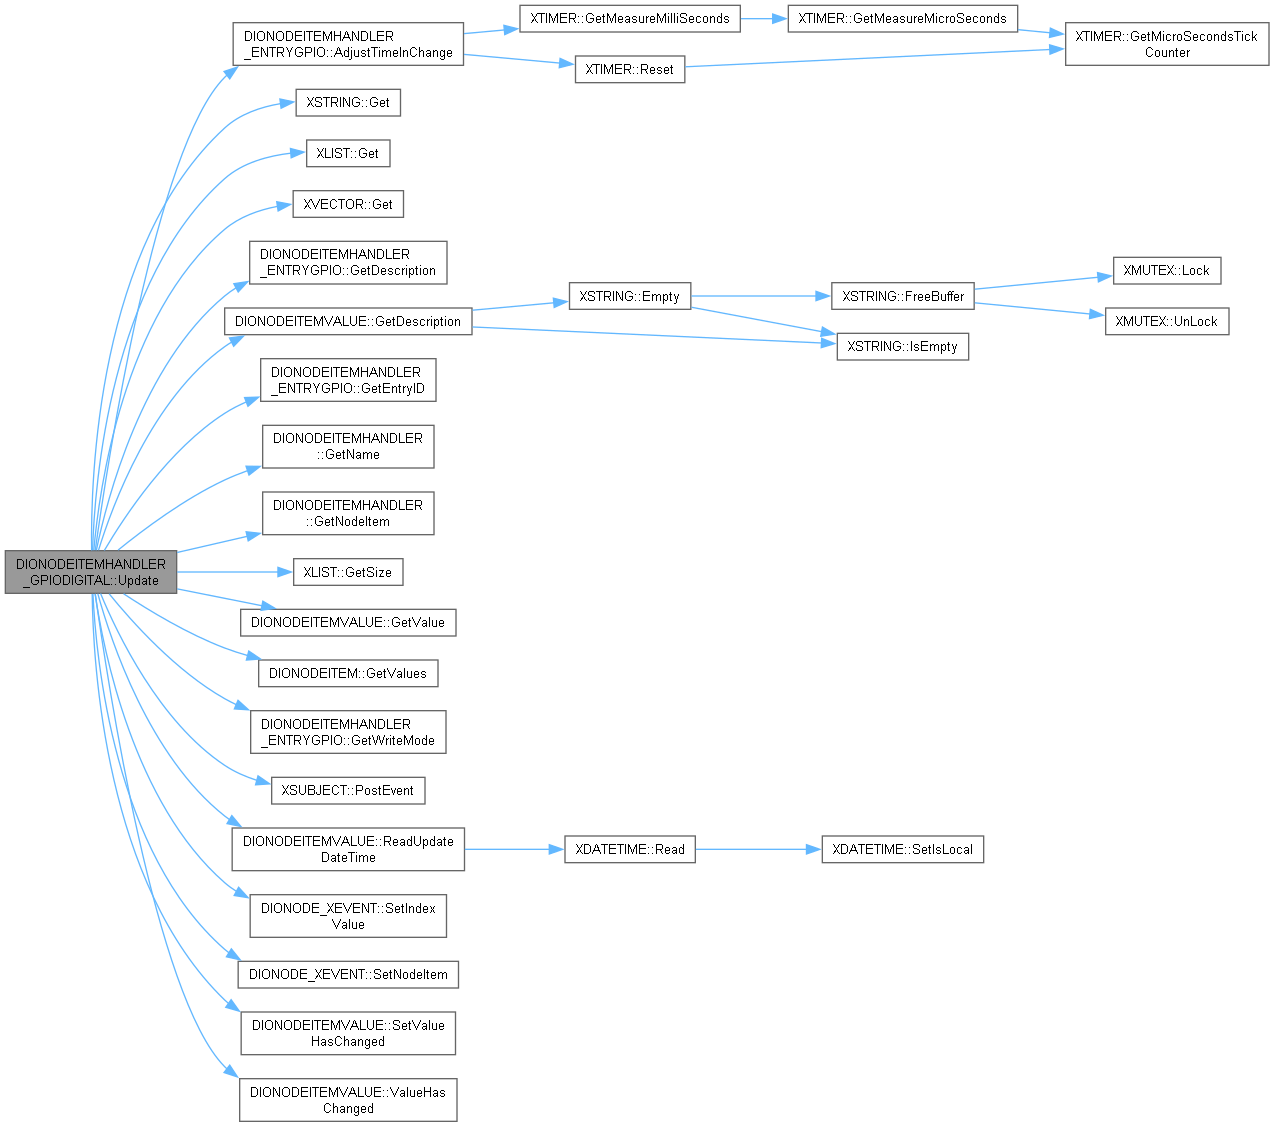 DIONODEITEMHANDLER
_GPIODIGITAL::Update
DIONODEITEMHANDLER
_ENTRYGPIO::AdjustTimeInChange
XTIMER::GetMeasureMilliSeconds
XTIMER::GetMeasureMicroSeconds
XTIMER::GetMicroSecondsTick
Counter
XTIMER::Reset
XSTRING::Get
XLIST::Get
XVECTOR::Get
DIONODEITEMHANDLER
_ENTRYGPIO::GetDescription
DIONODEITEMVALUE::GetDescription
XSTRING::Empty
XSTRING::FreeBuffer
XMUTEX::Lock
XMUTEX::UnLock
XSTRING::IsEmpty
DIONODEITEMHANDLER
_ENTRYGPIO::GetEntryID
DIONODEITEMHANDLER
::GetName
DIONODEITEMHANDLER
::GetNodeItem
XLIST::GetSize
DIONODEITEMVALUE::GetValue
DIONODEITEM::GetValues
DIONODEITEMHANDLER
_ENTRYGPIO::GetWriteMode
XSUBJECT::PostEvent
DIONODEITEMVALUE::ReadUpdate
DateTime
XDATETIME::Read
XDATETIME::SetIsLocal
DIONODE_XEVENT::SetIndex
Value
DIONODE_XEVENT::SetNodeItem
DIONODEITEMVALUE::SetValue
HasChanged
DIONODEITEMVALUE::ValueHas
Changed